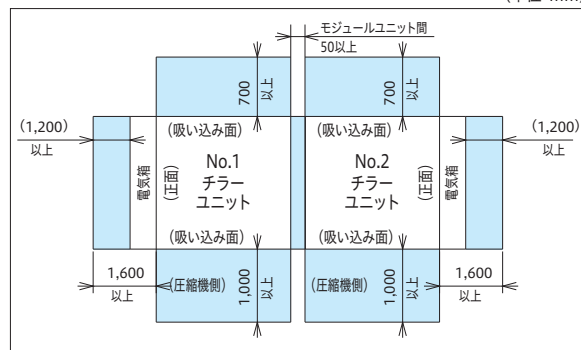 モジュールユニット間
50以上
700
以上
700
以上
(1,200)
以上
(1,200)
以上
(吸い込み面)
(吸い込み面)
電気箱
(正面)
No.1
チラー
ユニット
No.2
チラー
ユニット
(正面)
電気箱
(吸い込み面)
(吸い込み面)
1,600
以上
(圧縮機側)
1,000
以上
(圧縮機側)
1,000
以上
1,600
以上